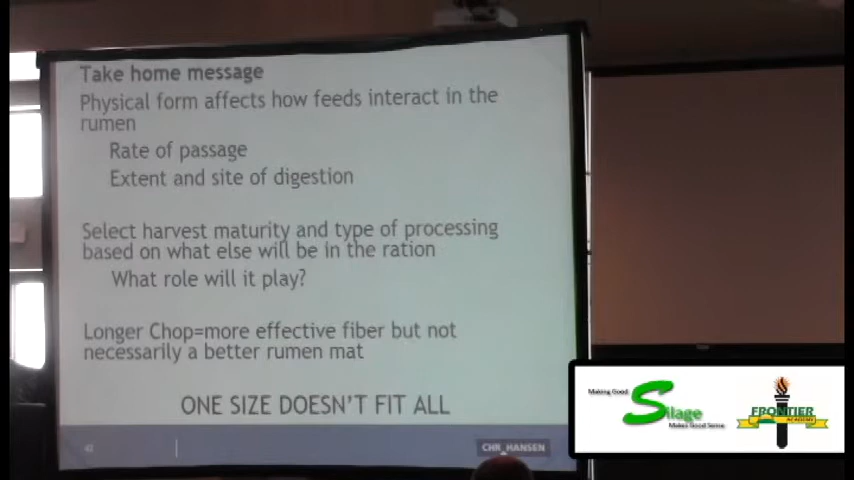 Take home message
Physical form affects how feeds interact in the
rumen
Rate of passage
Extent and site of digestion
Select harvest maturity and type of processing
based on what else will be in the ration
What role will it play?
Longer Chop=more effective fiber but not
necessarily a better rumen mat
ONE SIZE DOESN'T FIT ALL
CHR HANSEN
Making Good
Silage
Makes Good Sense
FRONTIER